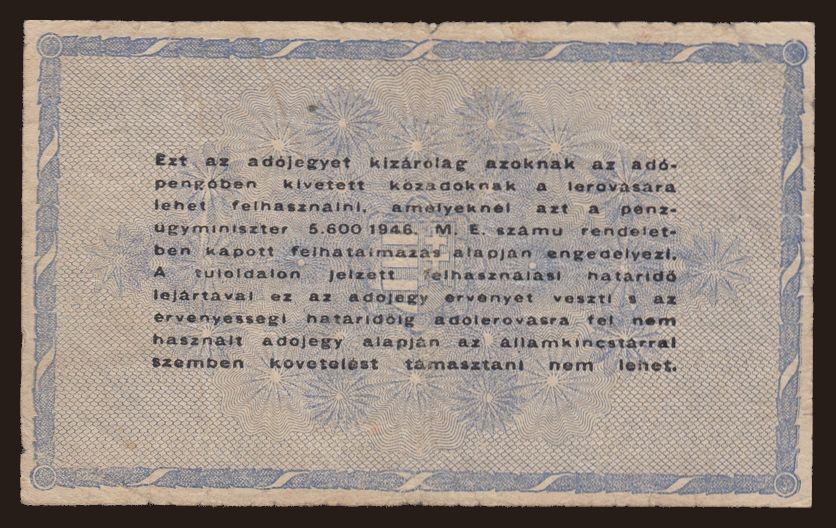 Ezt az adójegyet kizárólag azoknak az adó-
pengőben kivetett közadóknak a lerovására
lehet felhasználni, amelyeknél azt a pénz-
ügyminiszter 5.600 1946. M. E. számu rendelet-
ben kapott felhatalmazás alapján engedélyezi.
A tuloldalon jelzett felhasználási határidő
lejártával ez az adójegy érvényét veszti s az
érvényességi határidőig adólerovásra fel nem
használt adójegy alapján az államkincstárral
szemben követelést támasztani nem lehet.